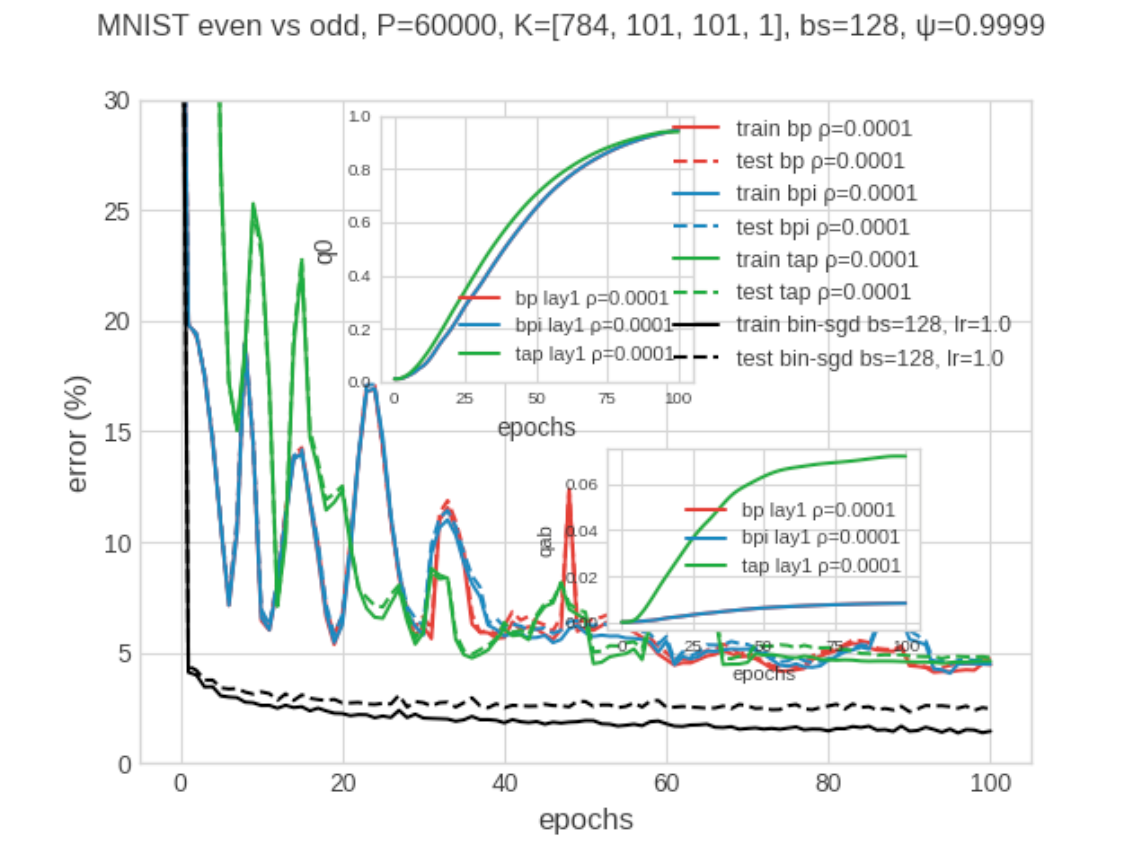 MNIST even vs odd, P=60000, K=[784, 101, 101, 1], bs=128, ψ=0.9999
error (%)
30
25
20
15
10
5
0
0 20 40 60 80 100
epochs
train bp ρ=0.0001
test bp ρ=0.0001
train bpi ρ=0.0001
test bpi ρ=0.0001
train tap ρ=0.0001
test tap ρ=0.0001
train bin-sgd bs=128, lr=1.0
test bin-sgd bs=128, lr=1.0
q0
1.0
0.8
0.6
0.4
0.2
0.0
bp lay1 ρ=0.0001
bpi lay1 ρ=0.0001
tap lay1 ρ=0.0001
0 25 50 75 100
epochs
qab
0.06
0.04
0.02
0.00
bp lay1 ρ=0.0001
bpi lay1 ρ=0.0001
tap lay1 ρ=0.0001
0 25 50 75 100
epochs